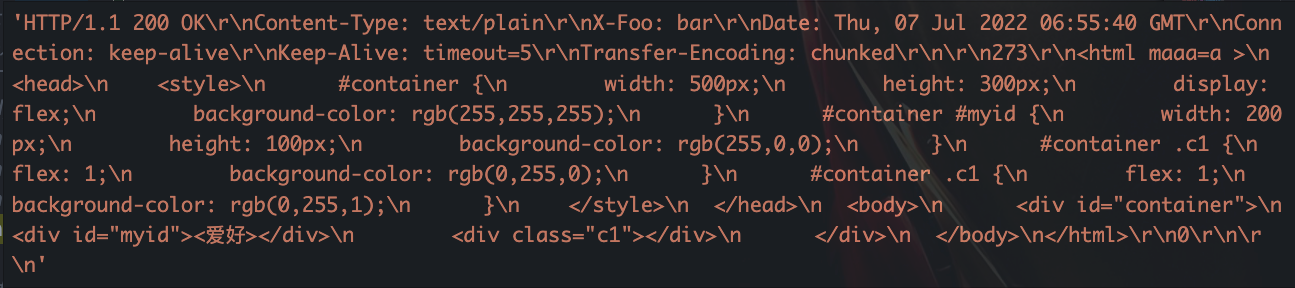 'HTTP/1.1 200 OK\r\nContent-Type: text/plain\r\nX-Foo: bar\r\nDate: Thu, 07 Jul 2022 06:55:40 GMT\r\nConn
ection: keep-alive\r\nKeep-Alive: timeout=5\r\nTransfer-Encoding: chunked\r\n\r\n273\r\n<html maaa=a >\n
<head>\n    <style>\n      #container {\n        width: 500px;\n        height: 300px;\n        display:
flex;\n        background-color: rgb(255,255,255);\n      }\n      #container #myid {\n        width: 200
px;\n        height: 100px;\n        background-color: rgb(255,0,0);\n      }\n      #container .c1 {\n
flex: 1;\n        background-color: rgb(0,255,0);\n      }\n      #container .c1 {\n        flex: 1;\n
background-color: rgb(0,255,1);\n      }\n    </style>\n  </head>\n  <body>\n      <div id="container">\n
<div id="myid"><爱好></div>\n        <div class="c1"></div>\n      </div>\n  </body>\n</html>\r\n0\r\n\r
\n'